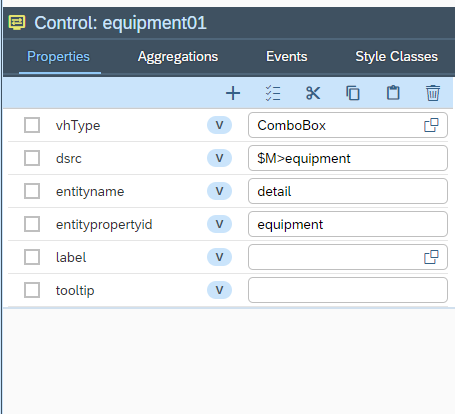 Control: equipment01
Properties Aggregations Events Style Classes
vhType V ComboBox
dsrc V $M>equipment
entityname V detail
entitypropertyid V equipment
label V
tooltip V